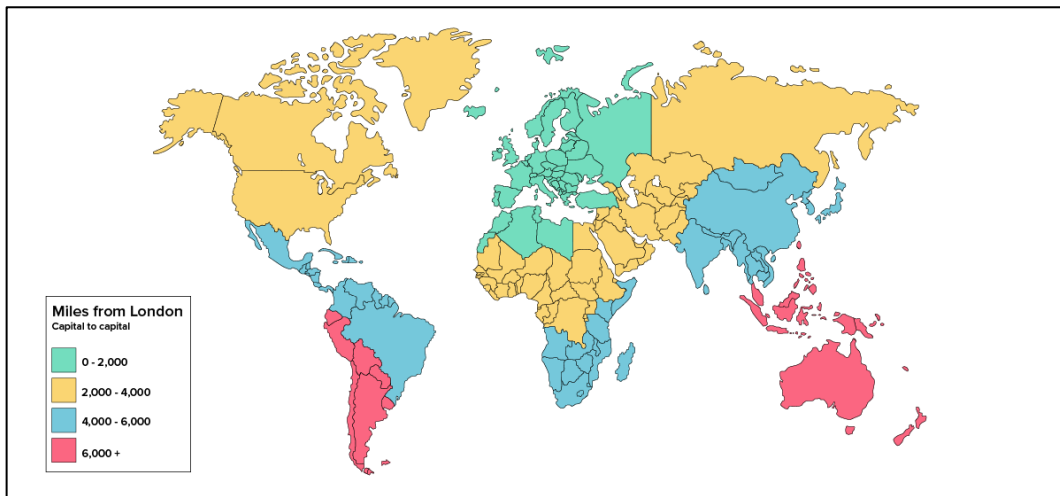 Miles from London
Capital to capital
0 - 2,000
2,000 - 4,000
4,000 - 6,000
6,000 +